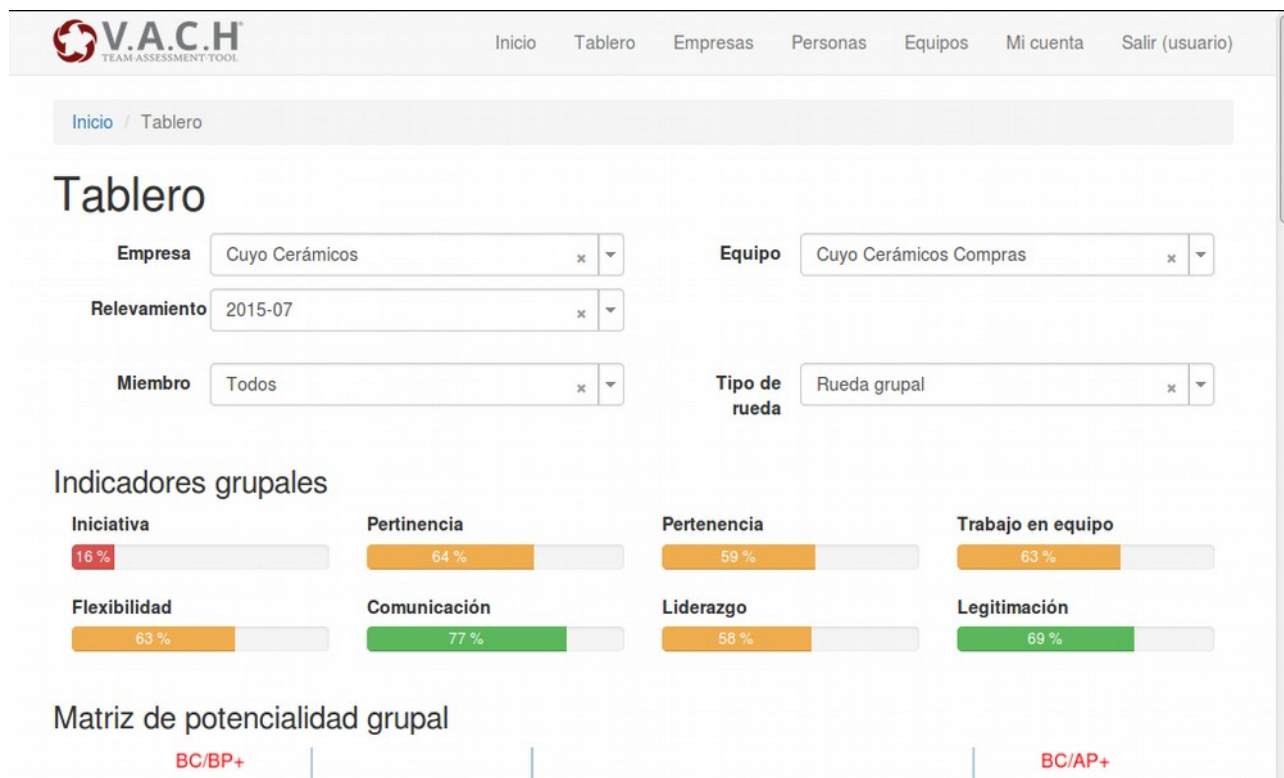 V.A.C.H®
TEAM-ASSESSMENT-TOOL
Inicio Tablero Empresas Personas Equipos Mi cuenta Salir (usuario)
Inicio / Tablero
Tablero
Empresa Cuyo Cerámicos × Equipo Cuyo Cerámicos Compras ×
Relevamiento 2015-07 ×
Miembro Todos × Tipo de rueda Rueda grupal ×
Indicadores grupales
Iniciativa Pertinencia Pertenencia Trabajo en equipo
16 % 64 % 59 % 63 %
Flexibilidad Comunicación Liderazgo Legitimación
63 % 77 % 58 % 69 %
Matriz de potencialidad grupal
BC/BP+ BC/AP+